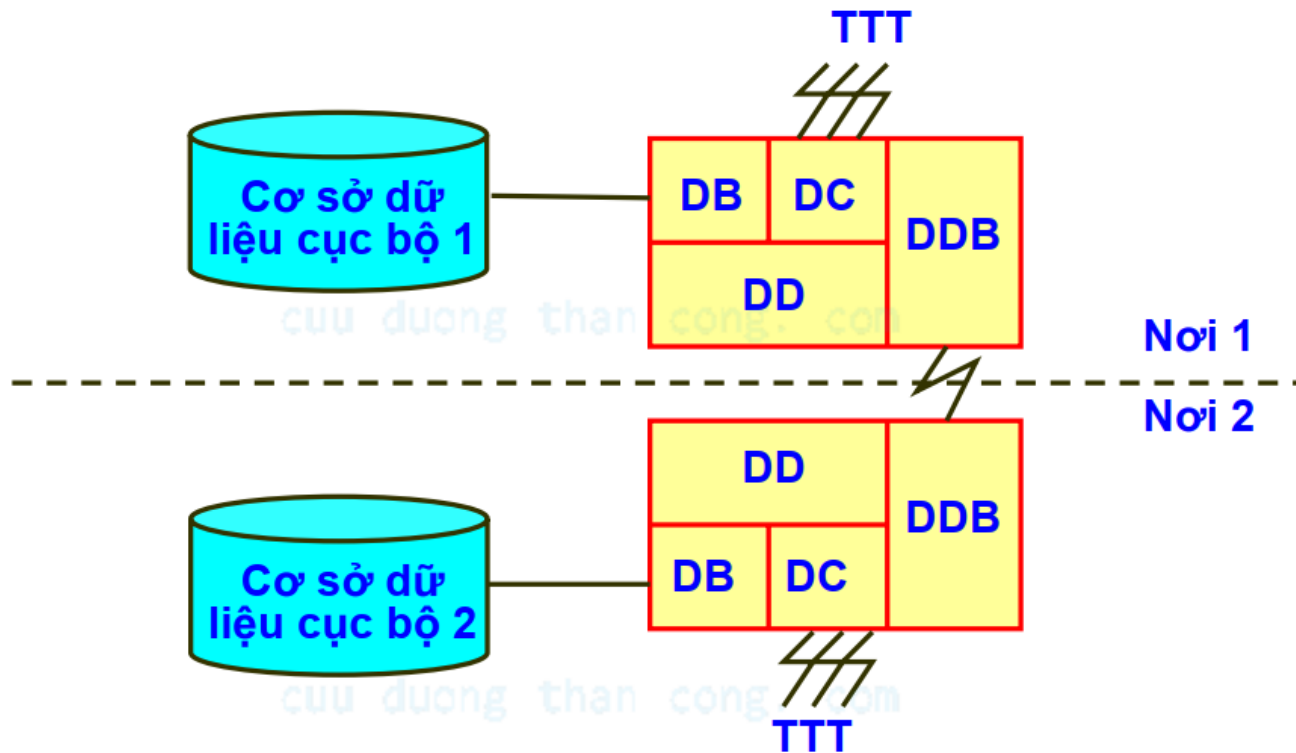 TTT
Cơ sở dữ
liệu cục bộ 1
DB
DC
DDB
DD
cuu duong than cong. com
Nơi 1
Nơi 2
DD
DDB
Cơ sở dữ
liệu cục bộ 2
DB
DC
cuu duong than cong. com
TTT